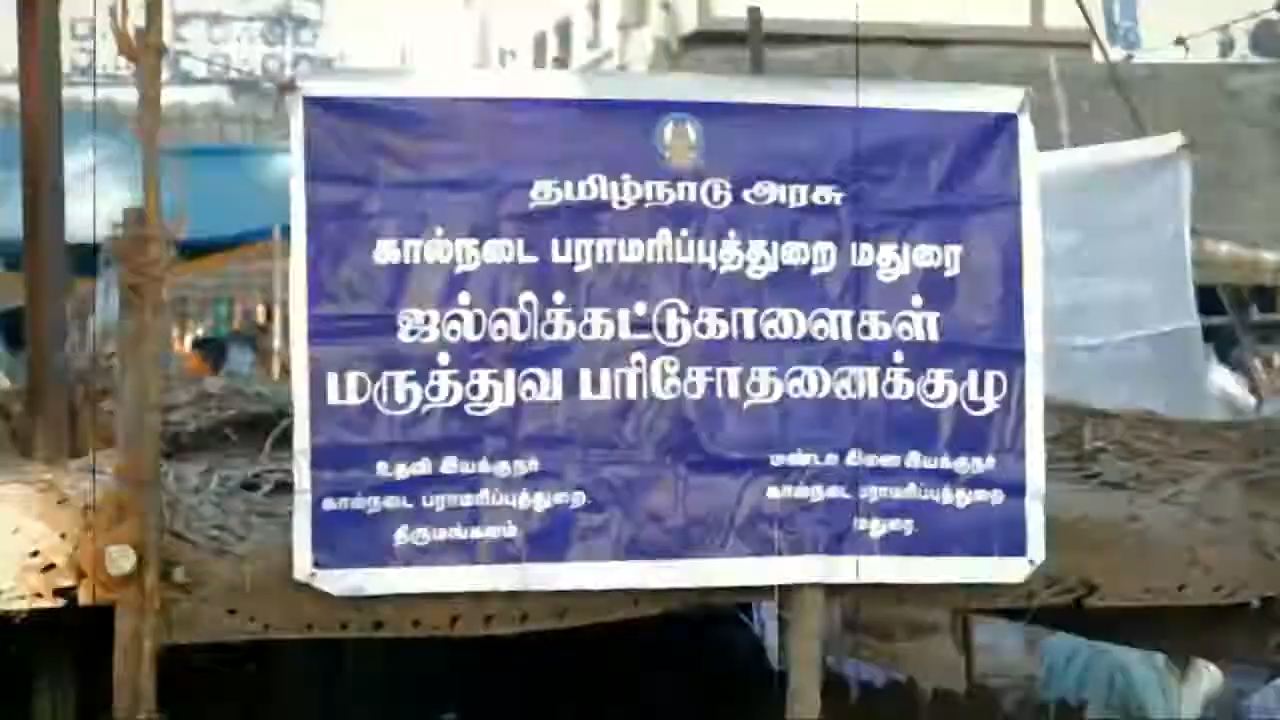 தமிழ்நாடு அரசு
கால்நடை பராமரிப்புத்துறை மதுரை
ஜல்லிக்கட்டுகாளைகள்
மருத்துவ பரிசோதனைக்குழு
உதவி இயக்குநர்
கால்நடை பராமரிப்புத்துறை.
திருமங்கலம்
மண்டல இணை இயக்குநர்
கால்நடை பராமரிப்புத்துறை
மதுரை.